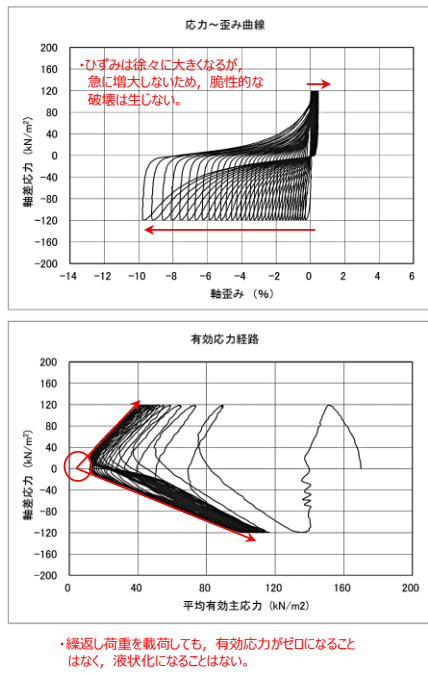 応力～歪み曲線
・ひずみは徐々に大きくなるが，
急に増大しないため，脆性的な
破壊は生じない。
軸差応力 (kN/m²)
200
160
120
80
40
0
-40
-80
-120
-160
-200
-14 -12 -10 -8 -6 -4 -2 0 2 4 6
軸歪み （%）
有効応力経路
軸差応力 (kN/m²)
200
160
120
80
40
0
-40
-80
-120
-160
-200
0 40 80 120 160 200
平均有効主応力 (kN/m2)
・繰返し荷重を載荷しても，有効応力がゼロになること
はなく，液状化になることはない。